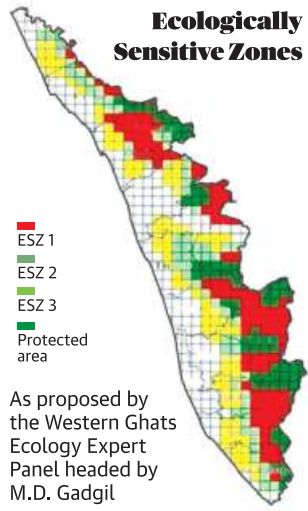 Ecologically
Sensitive Zones
ESZ 1
ESZ 2
ESZ 3
Protected
area
As proposed by
the Western Ghats
Ecology Expert
Panel headed by
M.D. Gadgil